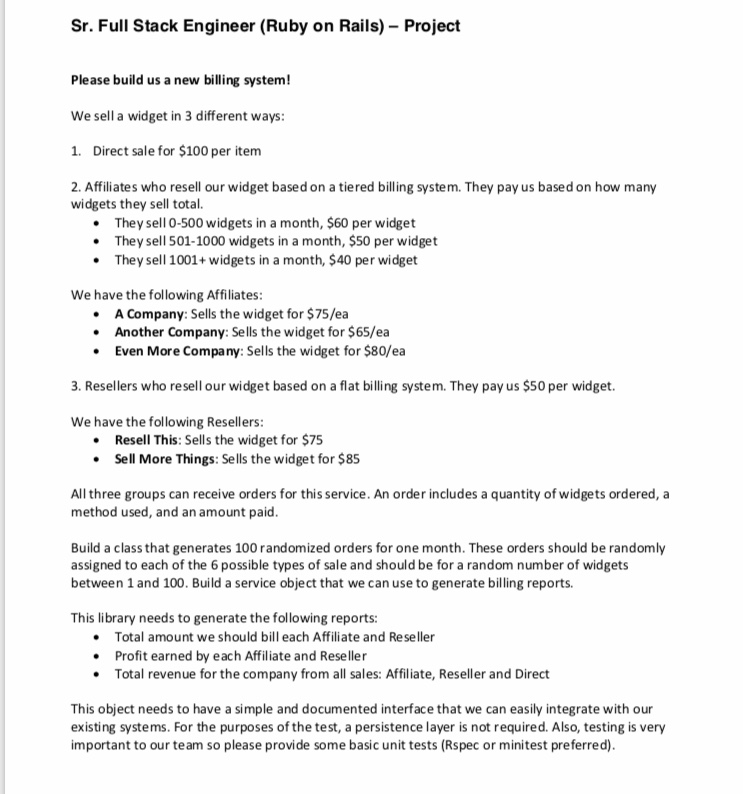 Sr. Full Stack Engineer (Ruby on Rails) – Project
Please build us a new billing system!
We sell a widget in 3 different ways:
1. Direct sale for $100 per item
2. Affiliates who resell our widget based on a tiered billing system. They pay us based on how many
widgets they sell total.
• They sell 0-500 widgets in a month, $60 per widget
• They sell 501-1000 widgets in a month, $50 per widget
• They sell 1001+ widgets in a month, $40 per widget
We have the following Affiliates:
• A Company: Sells the widget for $75/ea
• Another Company: Sells the widget for $65/ea
• Even More Company: Sells the widget for $80/ea
3. Resellers who resell our widget based on a flat billing system. They pay us $50 per widget.
We have the following Resellers:
• Resell This: Sells the widget for $75
• Sell More Things: Sells the widget for $85
All three groups can receive orders for this service. An order includes a quantity of widgets ordered, a
method used, and an amount paid.
Build a class that generates 100 randomized orders for one month. These orders should be randomly
assigned to each of the 6 possible types of sale and should be for a random number of widgets
between 1 and 100. Build a service object that we can use to generate billing reports.
This library needs to generate the following reports:
• Total amount we should bill each Affiliate and Reseller
• Profit earned by each Affiliate and Reseller
• Total revenue for the company from all sales: Affiliate, Reseller and Direct
This object needs to have a simple and documented interface that we can easily integrate with our
existing systems. For the purposes of the test, a persistence layer is not required. Also, testing is very
important to our team so please provide some basic unit tests (Rspec or minitest preferred).